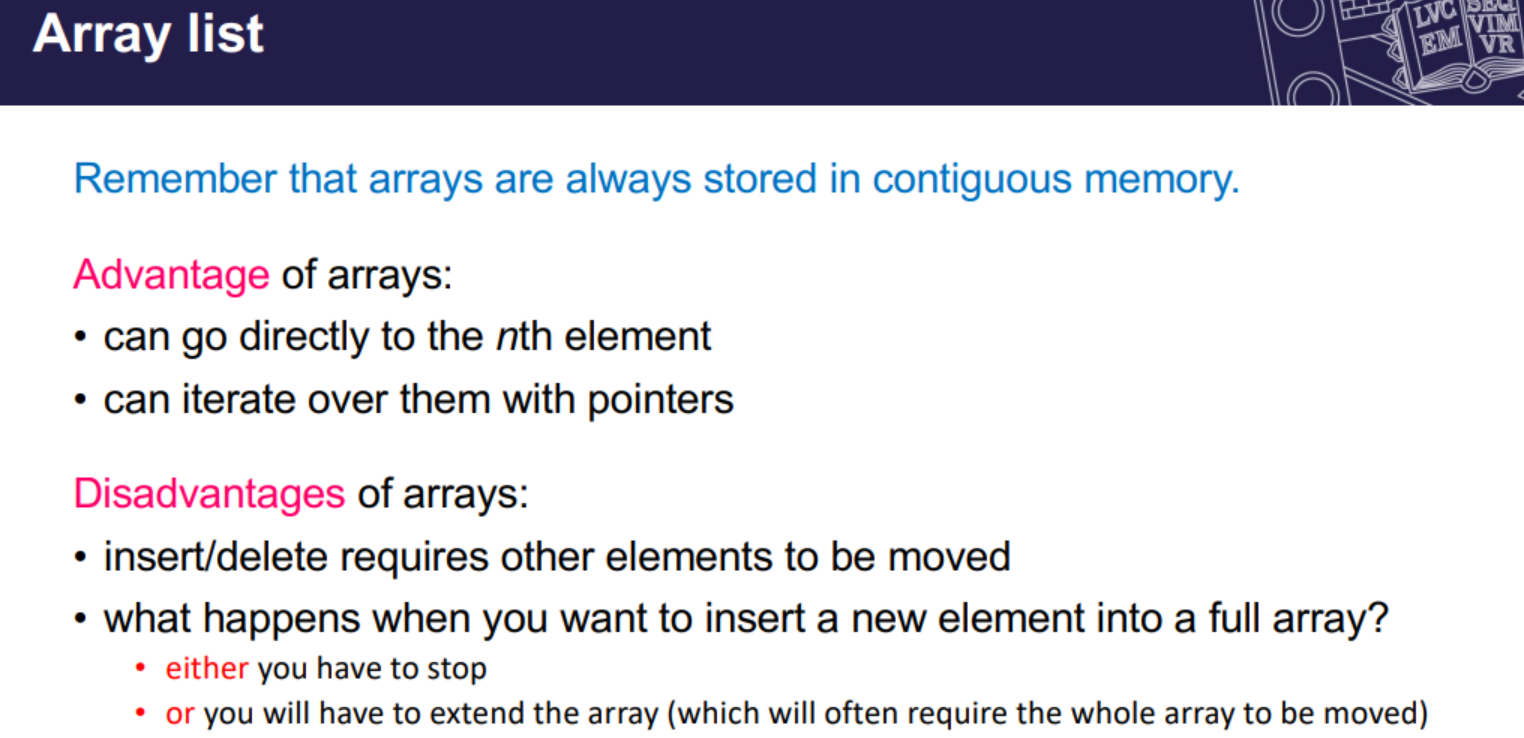 Array list
LVC SEQ
EM VIM
VR
Remember that arrays are always stored in contiguous memory.
Advantage of arrays:
• can go directly to the nth element
• can iterate over them with pointers
Disadvantages of arrays:
• insert/delete requires other elements to be moved
• what happens when you want to insert a new element into a full array?
• either you have to stop
• or you will have to extend the array (which will often require the whole array to be moved)